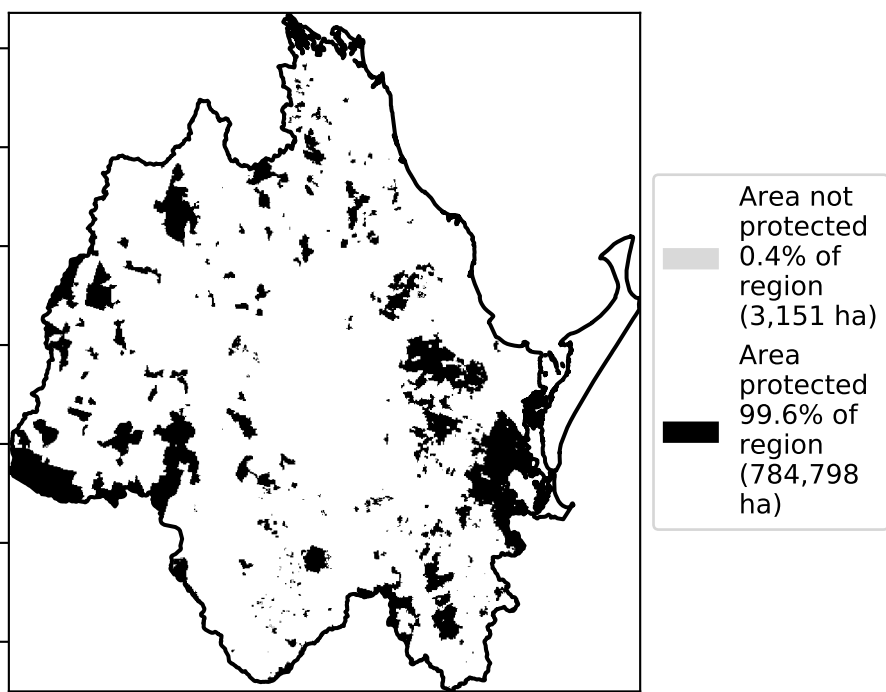 Area not
protected
0.4% of
region
(3,151 ha)
Area
protected
99.6% of
region
(784,798
ha)